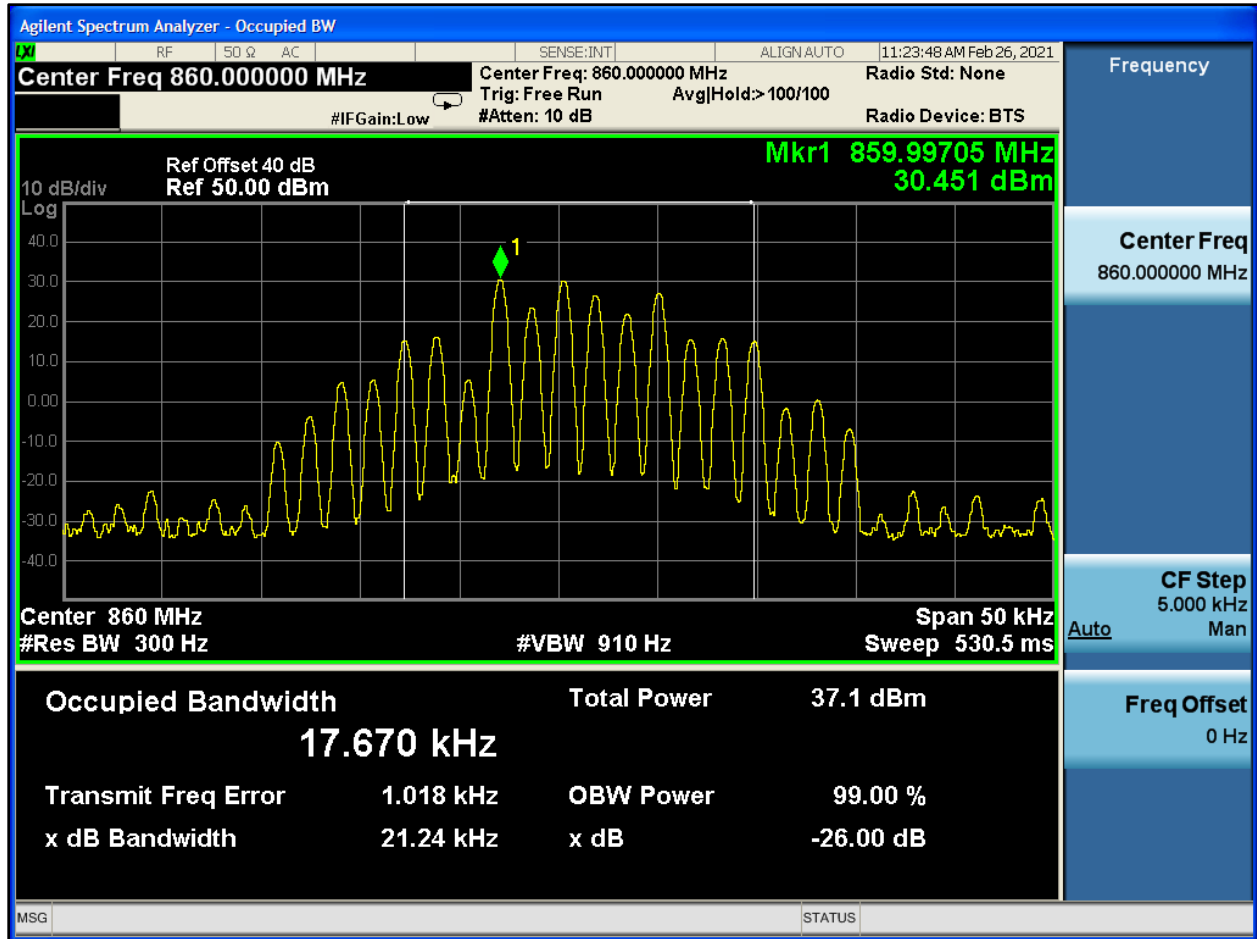 Agilent Spectrum Analyzer - Occupied BW
LXI RF 50 Ω AC SENSE:INT ALIGN AUTO 11:23:48 AM Feb 26, 2021
Center Freq 860.000000 MHz
Center Freq: 860.000000 MHz Radio Std: None
Trig: Free Run Avg|Hold:>100/100
#IFGain:Low #Atten: 10 dB Radio Device: BTS
Frequency
Ref Offset 40 dB
10 dB/div Ref 50.00 dBm
Mkr1 859.99705 MHz
30.451 dBm
Log
40.0
30.0
20.0
10.0
0.00
-10.0
-20.0
-30.0
-40.0
1
Center 860 MHz Span 50 kHz
#Res BW 300 Hz #VBW 910 Hz Sweep 530.5 ms
Center Freq
860.000000 MHz
CF Step
5.000 kHz
Auto Man
Freq Offset
0 Hz
Occupied Bandwidth Total Power 37.1 dBm
17.670 kHz
Transmit Freq Error 1.018 kHz OBW Power 99.00 %
x dB Bandwidth 21.24 kHz x dB -26.00 dB
MSG STATUS